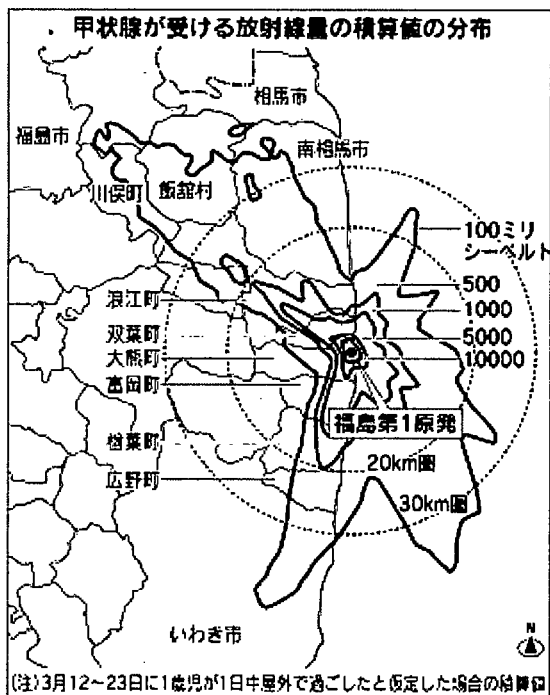 甲状腺が受ける放射線量の積算値の分布
相馬市
福島市
南相馬市
川俣町
飯舘村
100ミリ
シーベルト
500
1000
5000
10000
浪江町
双葉町
大熊町
富岡町
楢葉町
広野町
福島第1原発
20km圏
30km圏
いわき市
N
(注)3月12〜23日に1歳児が1日中屋外で過ごしたと仮定した場合の積算値